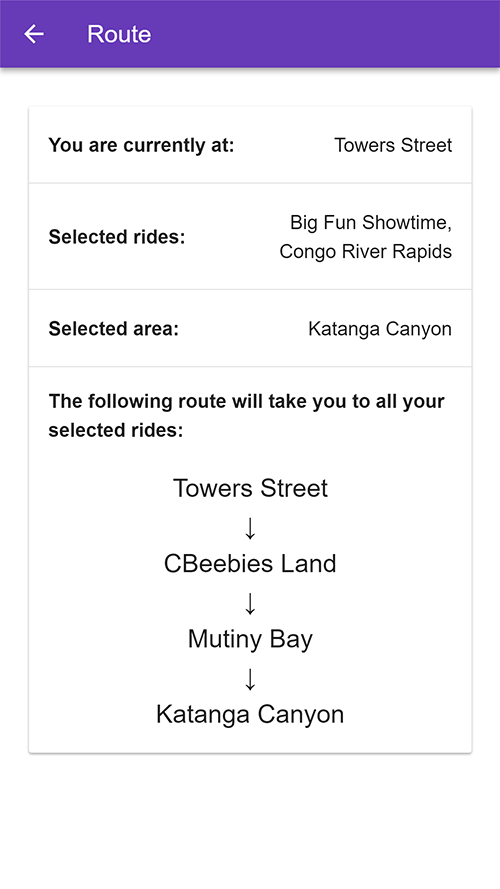 Route
You are currently at: Towers Street
Selected rides: Big Fun Showtime,
Congo River Rapids
Selected area: Katanga Canyon
The following route will take you to all your
selected rides:
Towers Street
↓
CBeebies Land
↓
Mutiny Bay
↓
Katanga Canyon